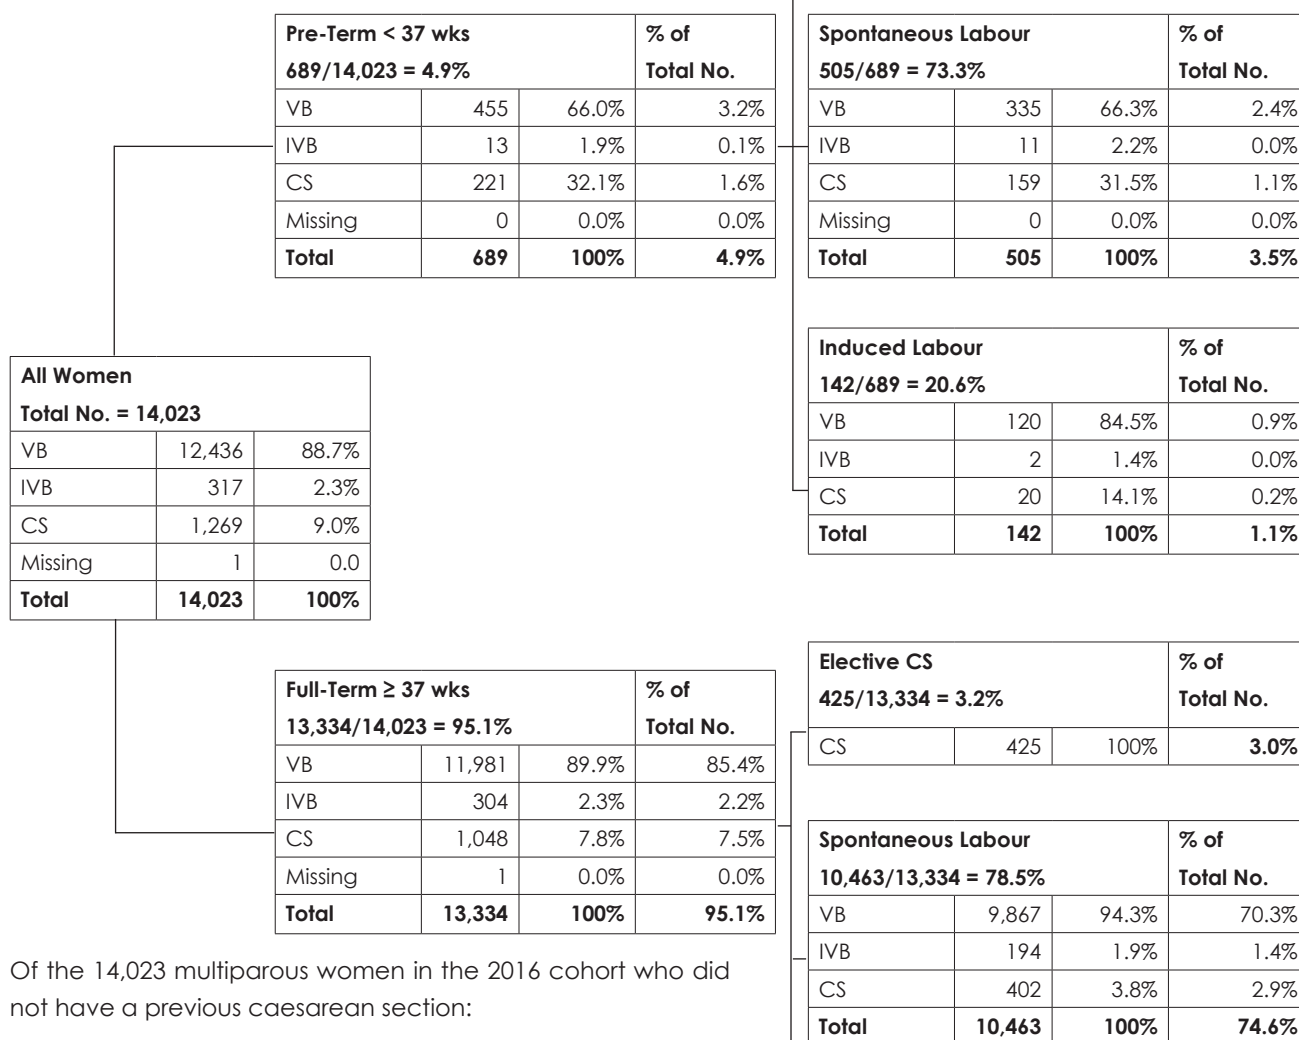 Pre-Term < 37 wks % of
689/14,023 = 4.9% Total No.
VB 455 66.0% 3.2%
IVB 13 1.9% 0.1%
CS 221 32.1% 1.6%
Missing 0 0.0% 0.0%
Total 689 100% 4.9%
Spontaneous Labour % of
505/689 = 73.3% Total No.
VB 335 66.3% 2.4%
IVB 11 2.2% 0.0%
CS 159 31.5% 1.1%
Missing 0 0.0% 0.0%
Total 505 100% 3.5%
Induced Labour % of
142/689 = 20.6% Total No.
VB 120 84.5% 0.9%
IVB 2 1.4% 0.0%
CS 20 14.1% 0.2%
Total 142 100% 1.1%
All Women
Total No. = 14,023
VB 12,436 88.7%
IVB 317 2.3%
CS 1,269 9.0%
Missing 1 0.0
Total 14,023 100%
Full-Term ≥ 37 wks % of
13,334/14,023 = 95.1% Total No.
VB 11,981 89.9% 85.4%
IVB 304 2.3% 2.2%
CS 1,048 7.8% 7.5%
Missing 1 0.0% 0.0%
Total 13,334 100% 95.1%
Elective CS % of
425/13,334 = 3.2% Total No.
CS 425 100% 3.0%
Spontaneous Labour % of
10,463/13,334 = 78.5% Total No.
VB 9,867 94.3% 70.3%
IVB 194 1.9% 1.4%
CS 402 3.8% 2.9%
Total 10,463 100% 74.6%
Of the 14,023 multiparous women in the 2016 cohort who did
not have a previous caesarean section: